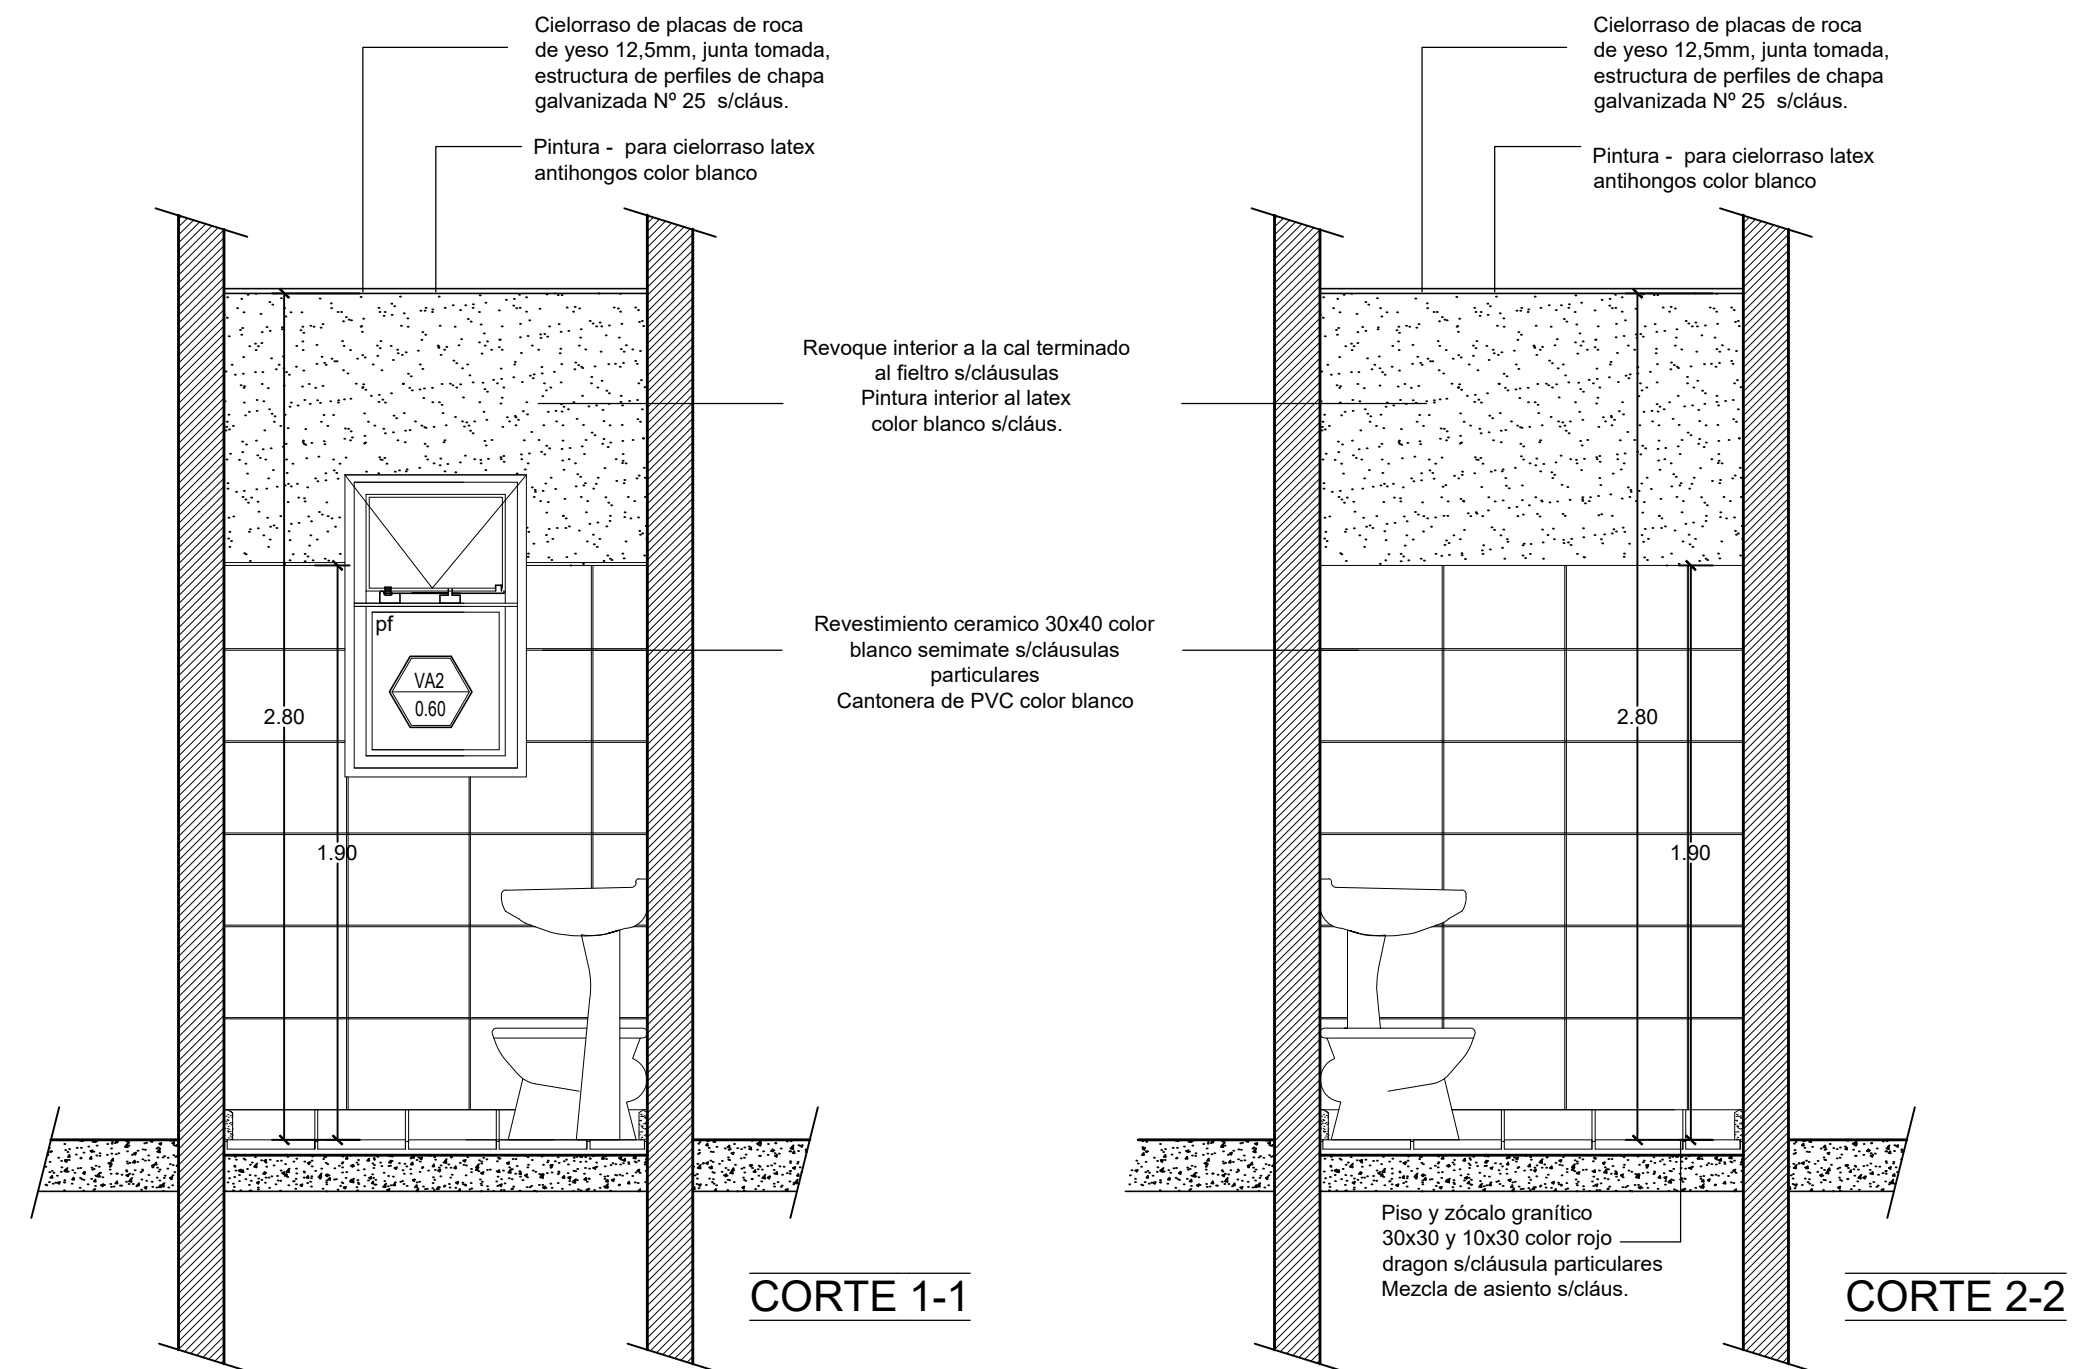 Cielorraso de placas de roca
de yeso 12,5mm, junta tomada,
estructura de perfiles de chapa
galvanizada Nº 25 s/cláus.
Pintura - para cielorraso latex
antihongos color blanco
Cielorraso de placas de roca
de yeso 12,5mm, junta tomada,
estructura de perfiles de chapa
galvanizada Nº 25 s/cláus.
Pintura - para cielorraso latex
antihongos color blanco
Revoque interior a la cal terminado
al fieltro s/cláusulas
Pintura interior al latex
color blanco s/cláus.
pf
VA2
0.60
Revestimiento ceramico 30x40 color
blanco semimate s/cláusulas
particulares
Cantonera de PVC color blanco
2.80
1.90
2.80
1.90
Piso y zócalo granítico
30x30 y 10x30 color rojo
dragon s/cláusula particulares
Mezcla de asiento s/cláus.
CORTE 1-1
CORTE 2-2